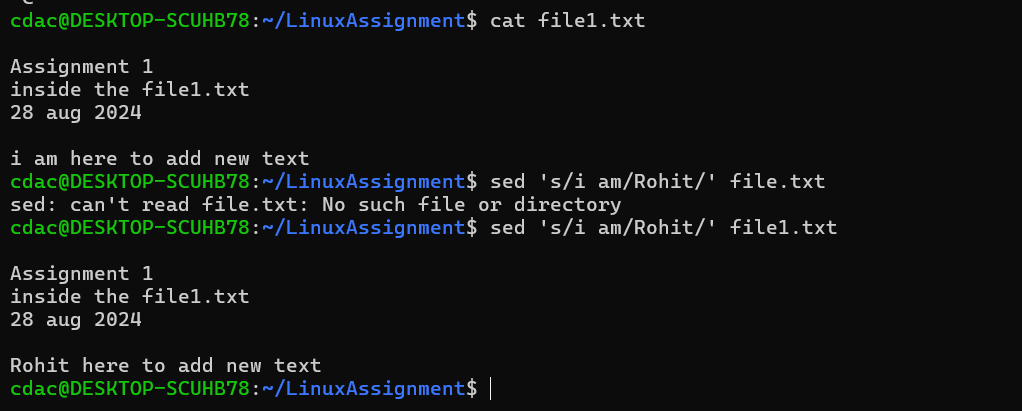 cdac@DESKTOP-SCUHB78:~/LinuxAssignment$ cat file1.txt
Assignment 1
inside the file1.txt
28 aug 2024
i am here to add new text
cdac@DESKTOP-SCUHB78:~/LinuxAssignment$ sed 's/i am/Rohit/' file.txt
sed: can't read file.txt: No such file or directory
cdac@DESKTOP-SCUHB78:~/LinuxAssignment$ sed 's/i am/Rohit/' file1.txt
Assignment 1
inside the file1.txt
28 aug 2024
Rohit here to add new text
cdac@DESKTOP-SCUHB78:~/LinuxAssignment$